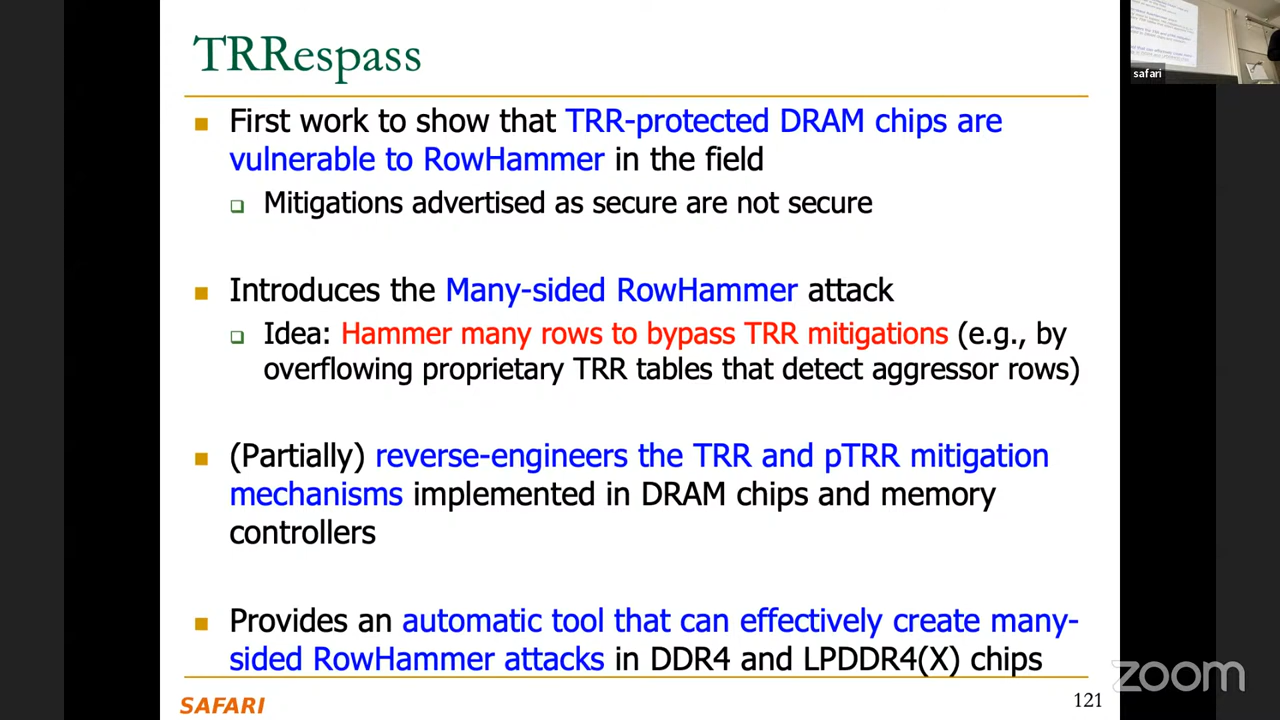 TRRespass
First work to show that TRR-protected DRAM chips are
vulnerable to RowHammer in the field
Mitigations advertised as secure are not secure
Introduces the Many-sided RowHammer attack
Idea: Hammer many rows to bypass TRR mitigations (e.g., by
overflowing proprietary TRR tables that detect aggressor rows)
(Partially) reverse-engineers the TRR and pTRR mitigation
mechanisms implemented in DRAM chips and memory
controllers
Provides an automatic tool that can effectively create many-
sided RowHammer attacks in DDR4 and LPDDR4(X) chips
SAFARI
121
zoom
safari